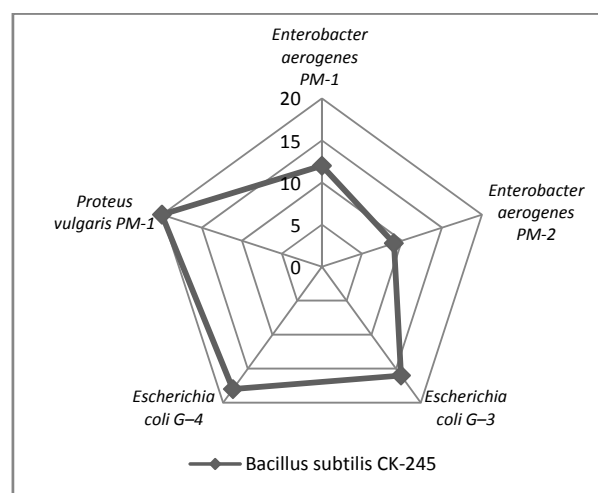 Enterobacter
aerogenes
PM-1
20
15
10
5
0
Proteus
vulgaris PM-1
Enterobacter
aerogenes
PM-2
Escherichia
coli G–4
Escherichia
coli G–3
Bacillus subtilis CK-245